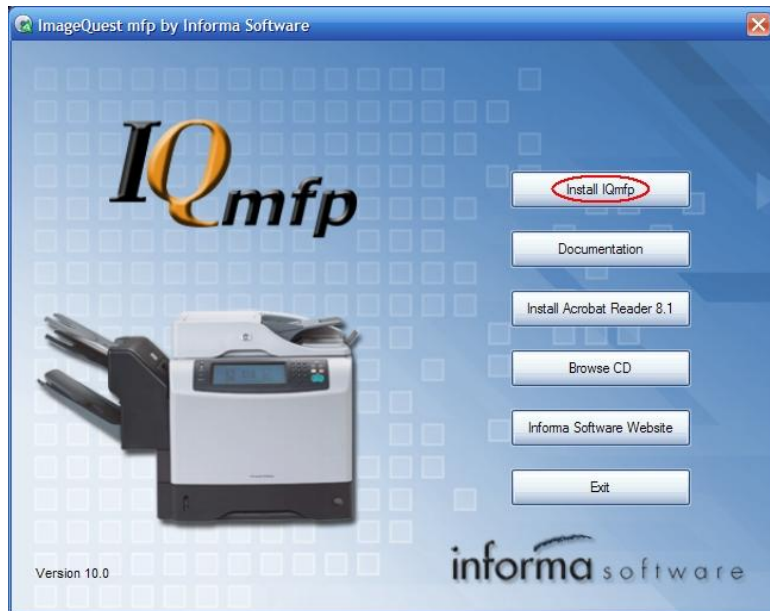 ImageQuest mfp by Informa Software
IQmfp
Install IQmfp
Documentation
Install Acrobat Reader 8.1
Browse CD
Informa Software Website
Exit
Version 10.0
informa software